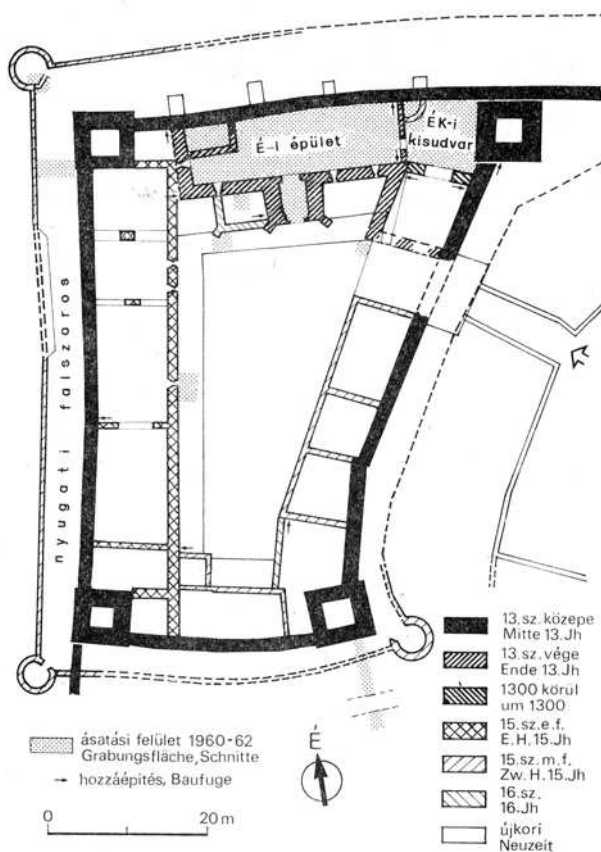 É-I épület
ÉK-i
kisudvar
nyugati falszoros
13.sz. közepe
Mitte 13.Jh
13.sz. vége
Ende 13.Jh
1300 körül
um 1300
15.sz.e.f.
E.H.15.Jh
15.sz.m.f.
Zw.H.15.Jh
16.sz.
16.Jh
újkori
Neuzeit
ásatási felület 1960-62
Grabungsfläche, Schnitte
hozzáépités, Baufuge
É
0 20 m